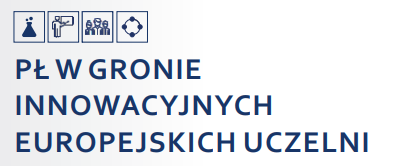 PŁ W GRONIE
INNOWACYJNYCH
EUROPEJSKICH UCZELNI